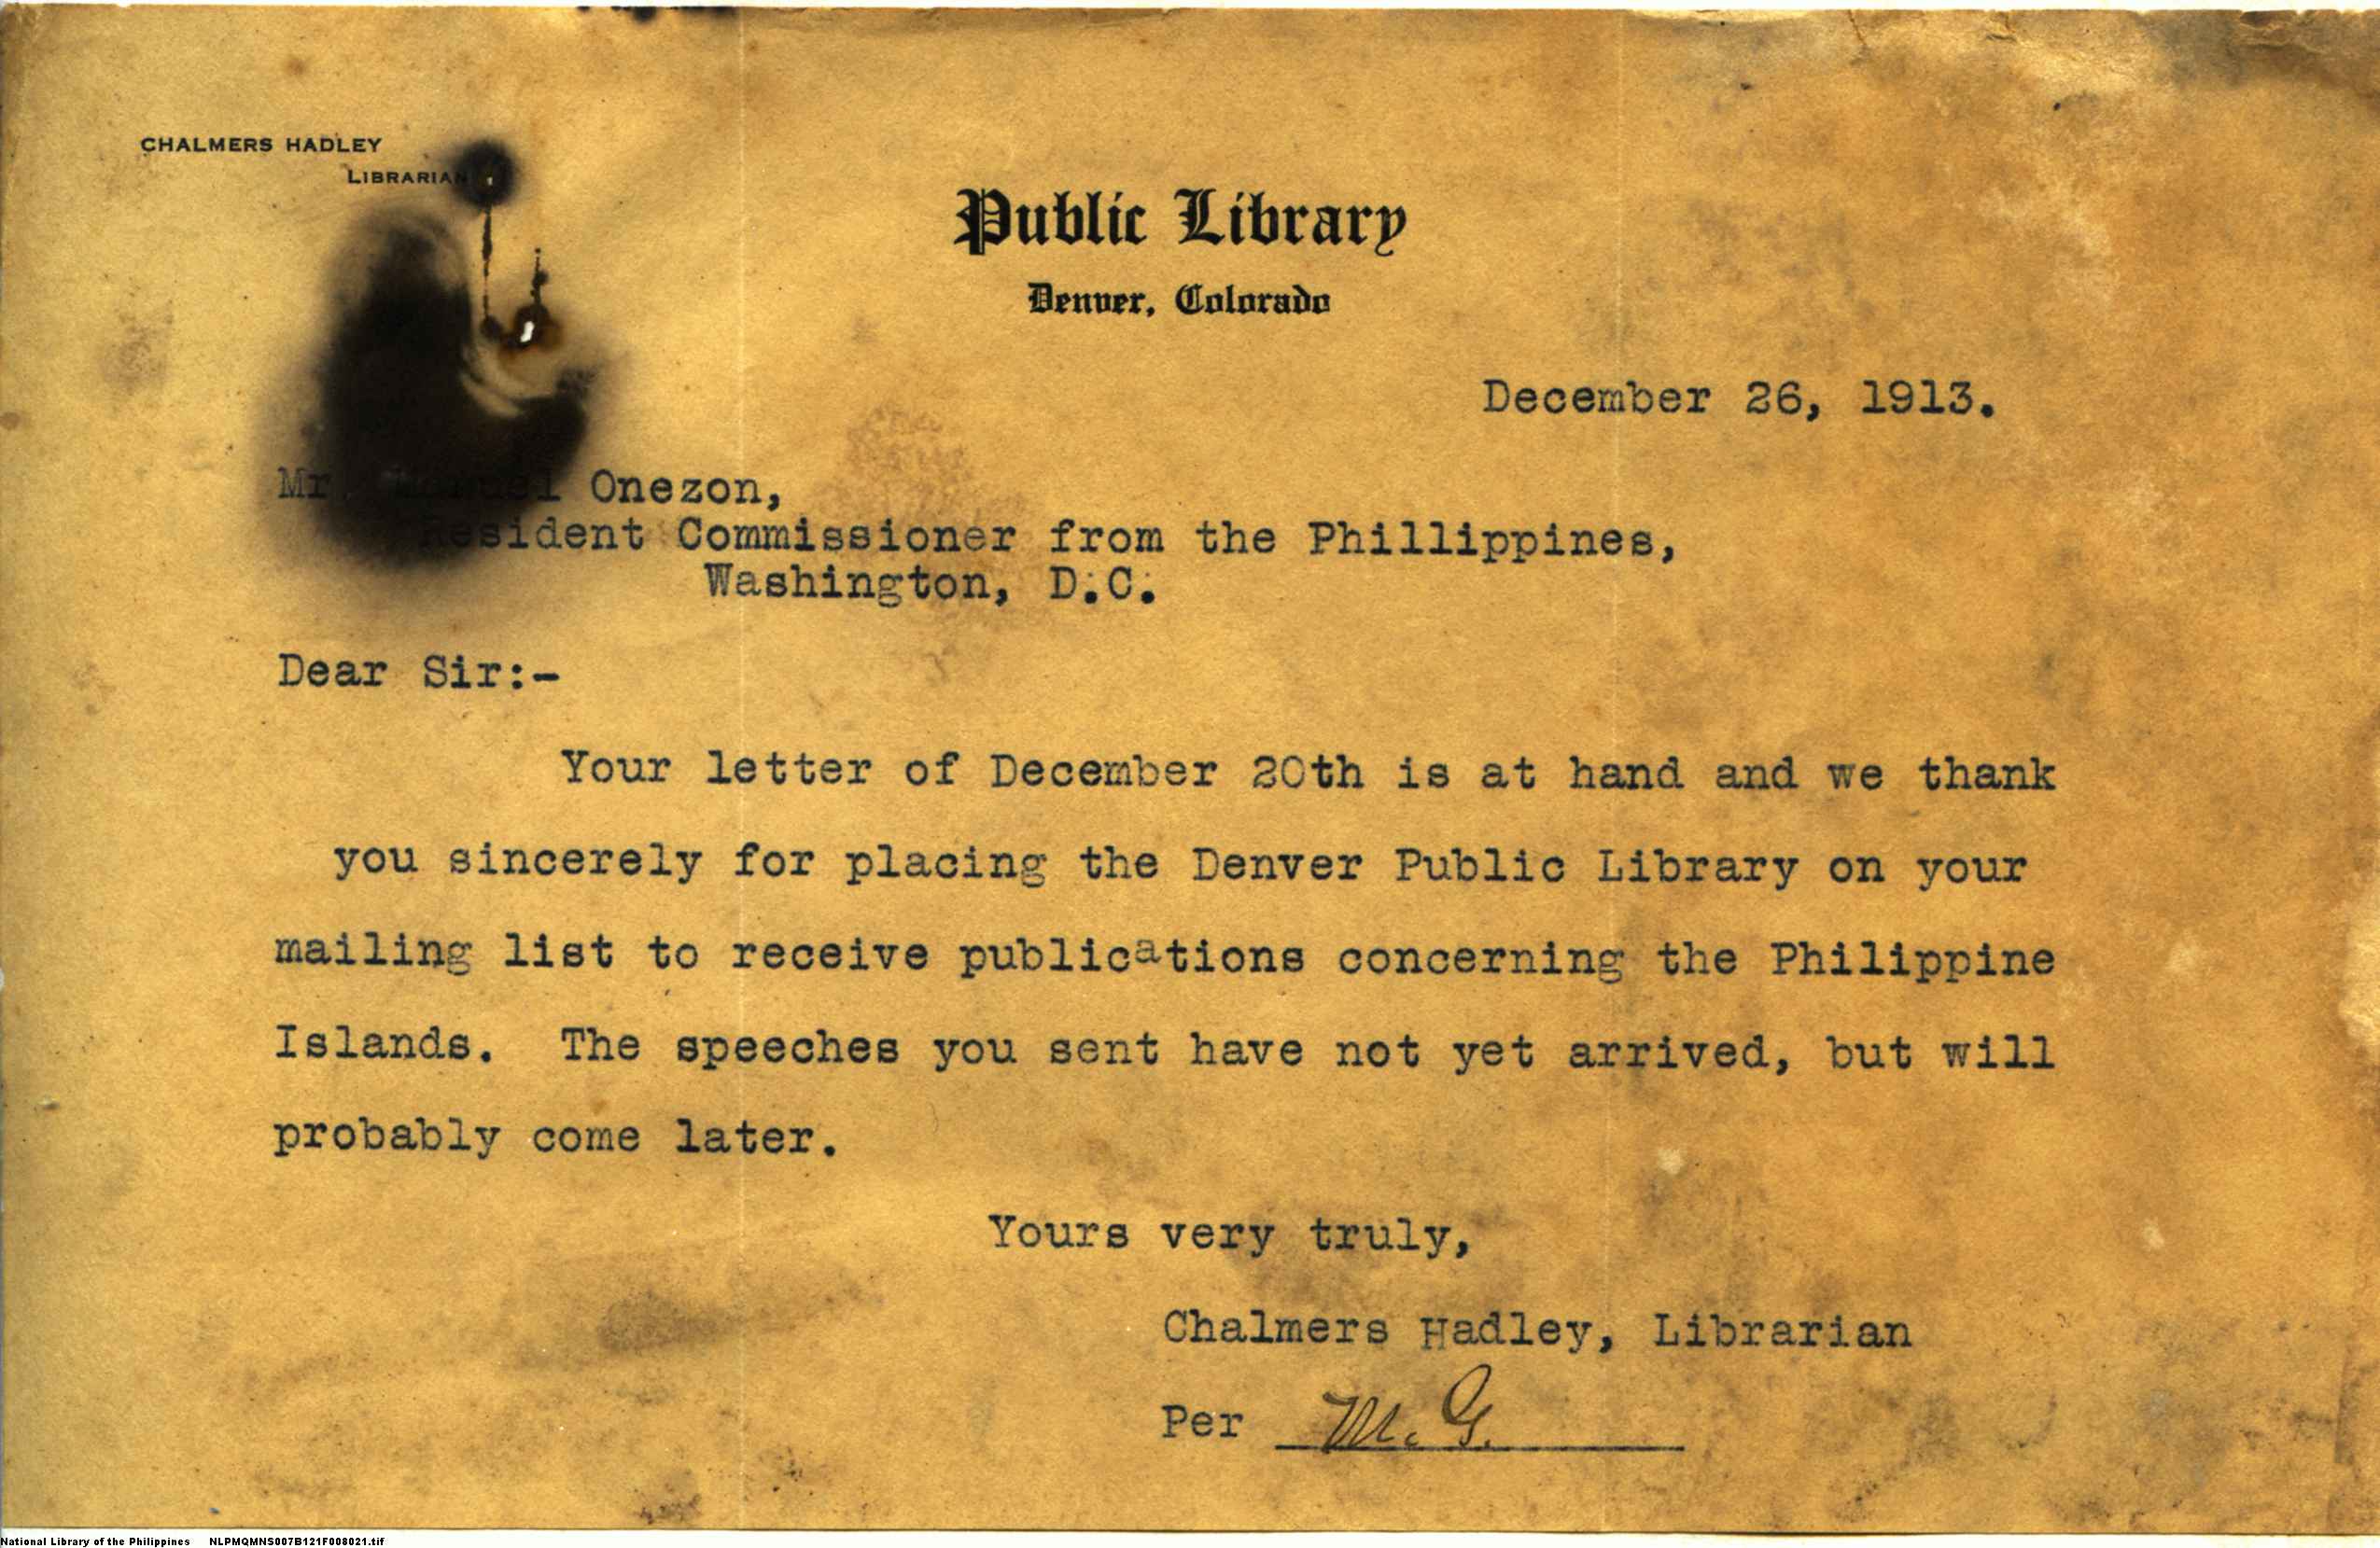 CHALMERS HADLEY
LIBRARIAN
Public Library
Denver, Colorado
December 26, 1913.
Mr. Onezon,
Resident Commissioner from the Phillippines,
Washington, D.C.
Dear Sir:-
Your letter of December 20th is at hand and we thank
you sincerely for placing the Denver Public Library on your
mailing list to receive publications concerning the Philippine
Islands. The speeches you sent have not yet arrived, but will
probably come later.
Yours very truly,
Chalmers Hadley, Librarian
Per M. G.
National Library of the Philippines NLPMQMNS007B121F008021.tif